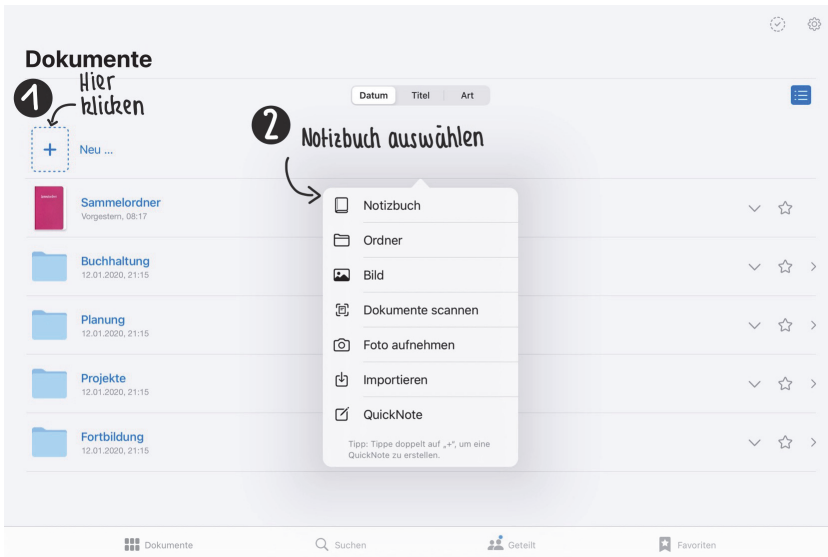 Dokumente
1 Hier
klicken
Datum Titel Art
2 Notizbuch auswählen
Neu ...
Sammelordner
Vorgestern, 08:17
Buchhaltung
12.01.2020, 21:15
Planung
12.01.2020, 21:15
Projekte
12.01.2020, 21:15
Fortbildung
12.01.2020, 21:15
Notizbuch
Ordner
Bild
Dokumente scannen
Foto aufnehmen
Importieren
QuickNote
Tipp: Tippe doppelt auf „+“, um eine
QuickNote zu erstellen.
Dokumente Suchen Geteilt Favoriten